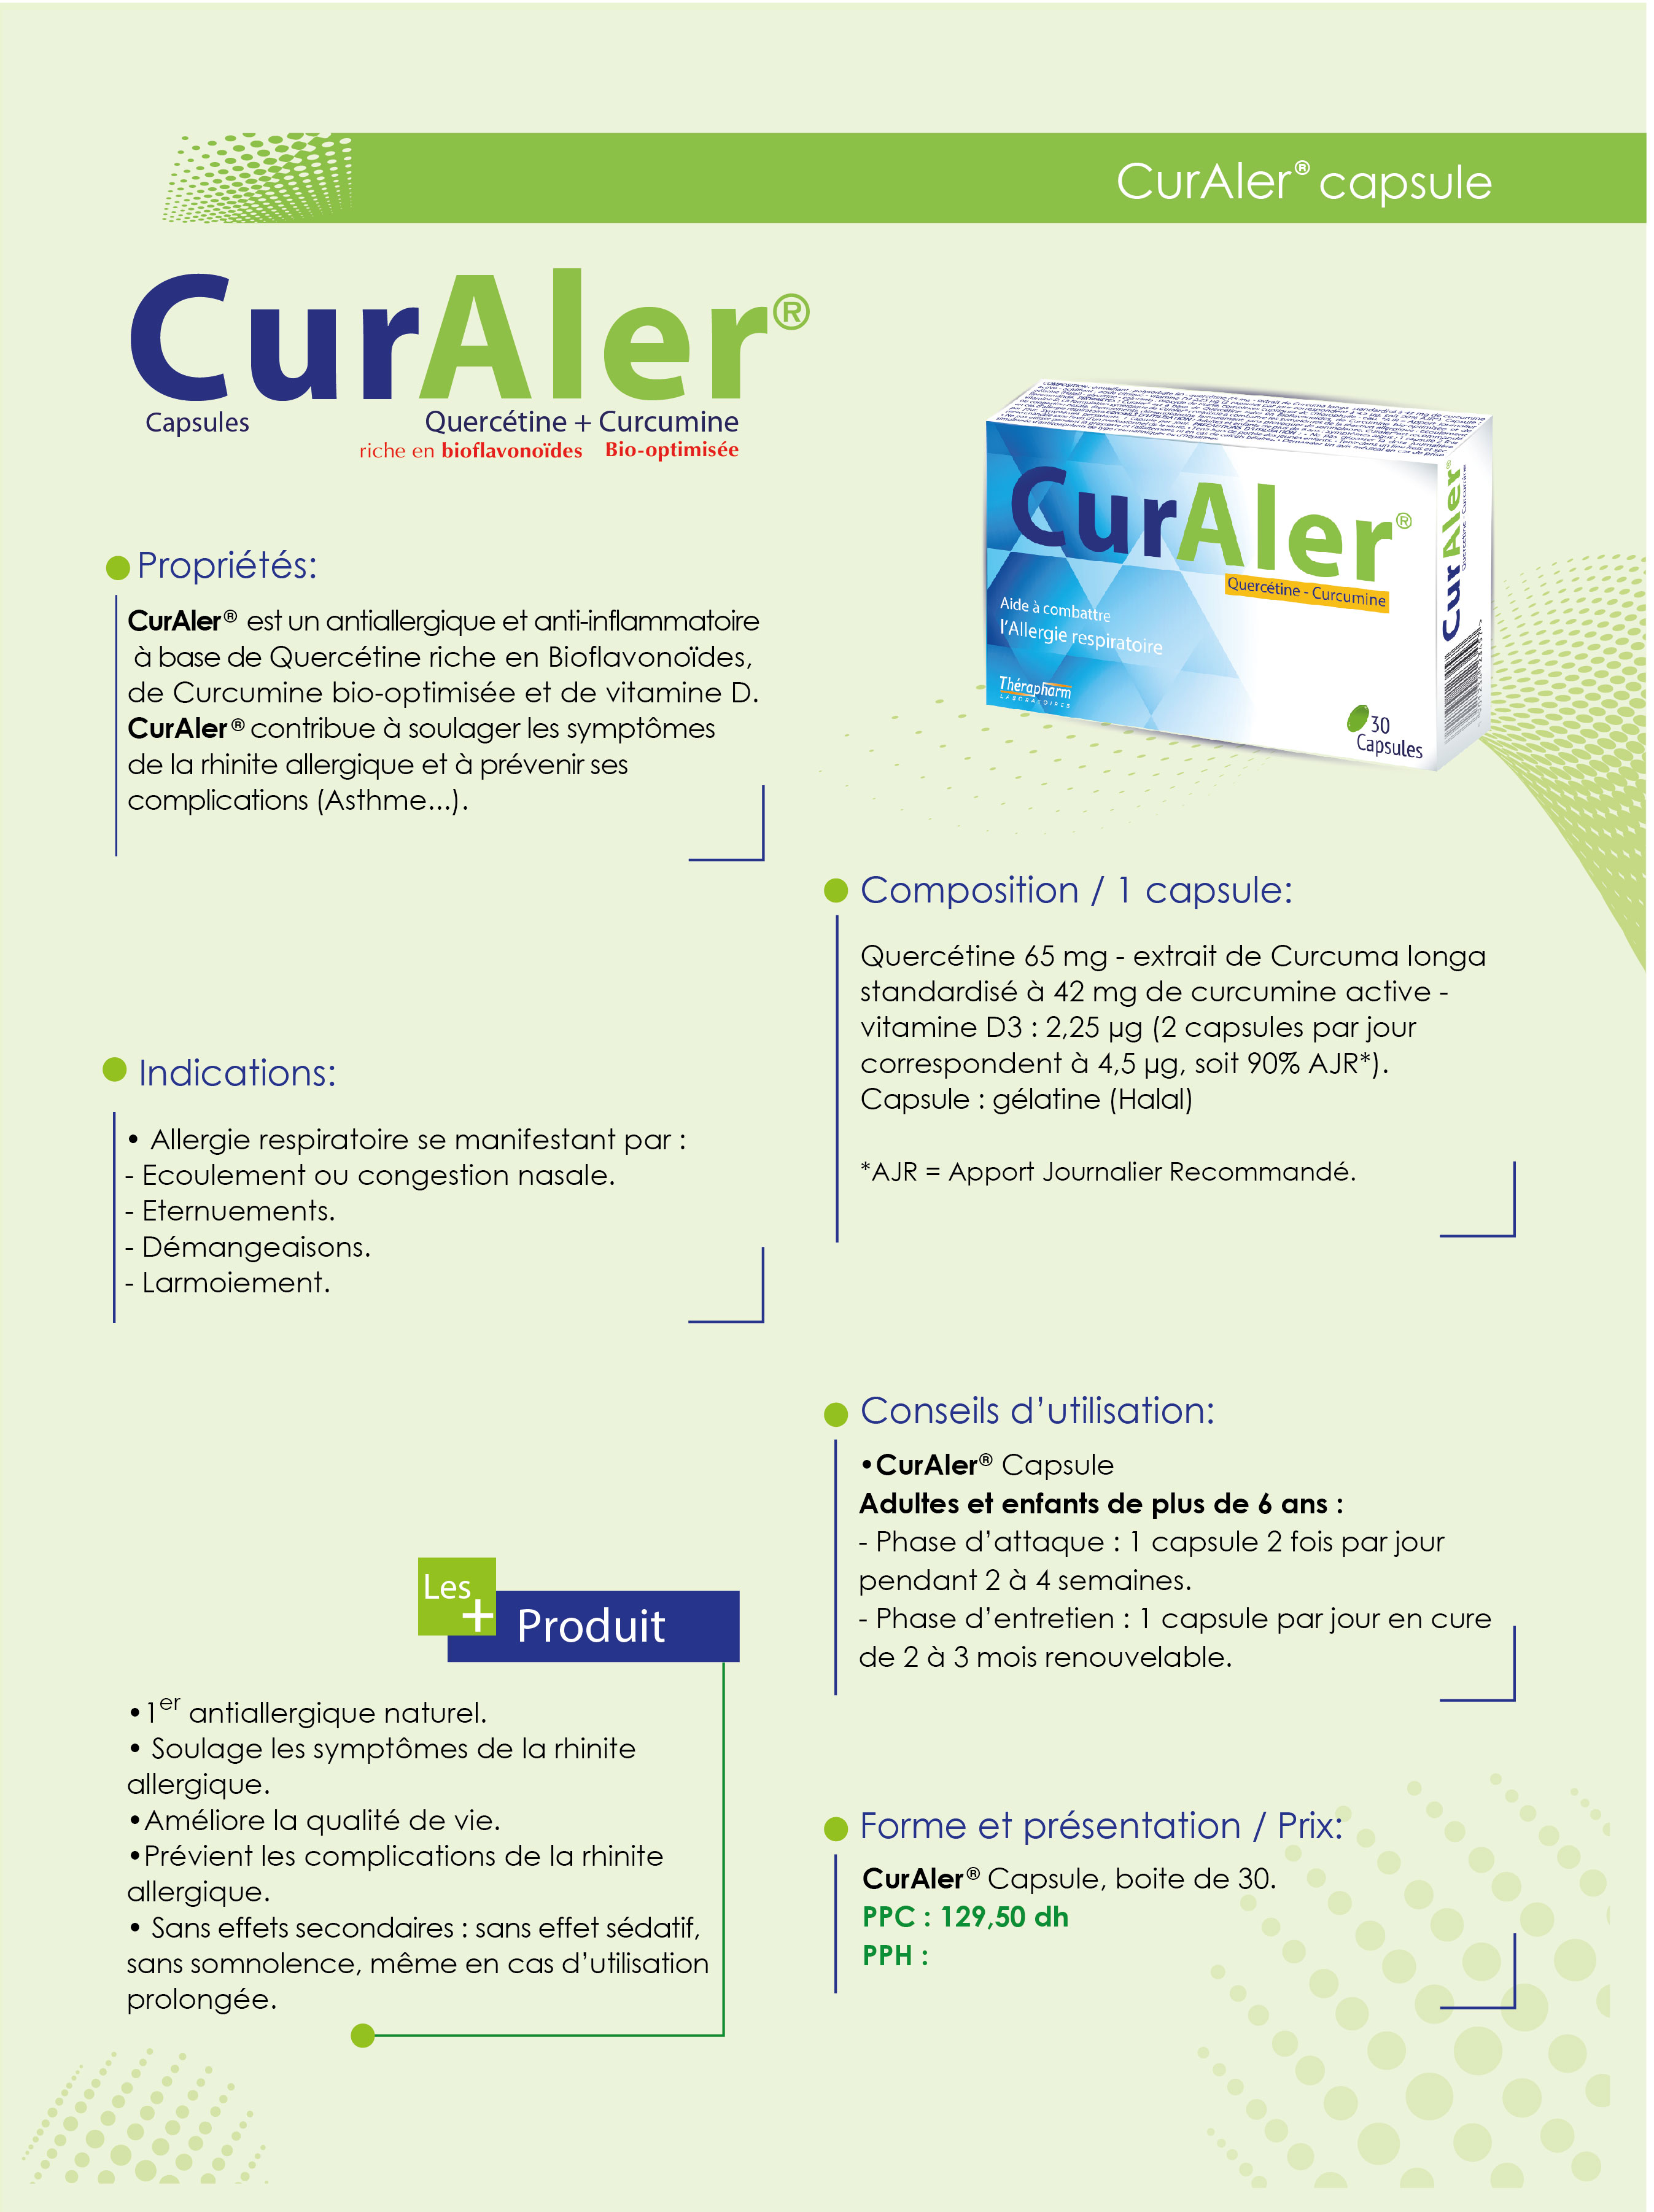 CurAler® capsule
CurAler®
Capsules
Quercétine + Curcumine
riche en bioflavonoïdes Bio-optimisée
CurAler®
Quercétine - Curcumine
Aide à combattre
l'Allergie respiratoire
Thérapharm
LABORATOIRES
30
Capsules
CurAler®
Quercétine - Curcumine
Propriétés:
CurAler® est un antiallergique et anti-inflammatoire
à base de Quercétine riche en Bioflavonoïdes,
de Curcumine bio-optimisée et de vitamine D.
CurAler® contribue à soulager les symptômes
de la rhinite allergique et à prévenir ses
complications (Asthme...).
Indications:
• Allergie respiratoire se manifestant par :
- Ecoulement ou congestion nasale.
- Eternuements.
- Démangeaisons.
- Larmoiement.
Les +
Produit
•1er antiallergique naturel.
• Soulage les symptômes de la rhinite
allergique.
•Améliore la qualité de vie.
•Prévient les complications de la rhinite
allergique.
• Sans effets secondaires : sans effet sédatif,
sans somnolence, même en cas d'utilisation
prolongée.
Composition / 1 capsule:
Quercétine 65 mg - extrait de Curcuma longa
standardisé à 42 mg de curcumine active -
vitamine D3 : 2,25 µg (2 capsules par jour
correspondent à 4,5 µg, soit 90% AJR*).
Capsule : gélatine (Halal)
*AJR = Apport Journalier Recommandé.
Conseils d'utilisation:
•CurAler® Capsule
Adultes et enfants de plus de 6 ans :
- Phase d'attaque : 1 capsule 2 fois par jour
pendant 2 à 4 semaines.
- Phase d'entretien : 1 capsule par jour en cure
de 2 à 3 mois renouvelable.
Forme et présentation / Prix:
CurAler® Capsule, boite de 30.
PPC : 129,50 dh
PPH :